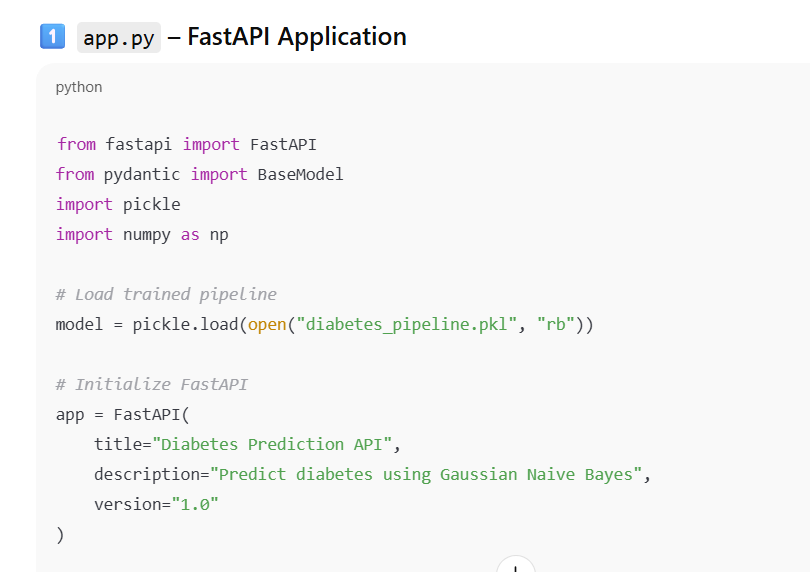 1 app.py – FastAPI Application
python
from fastapi import FastAPI
from pydantic import BaseModel
import pickle
import numpy as np
# Load trained pipeline
model = pickle.load(open("diabetes_pipeline.pkl", "rb"))
# Initialize FastAPI
app = FastAPI(
    title="Diabetes Prediction API",
    description="Predict diabetes using Gaussian Naive Bayes",
    version="1.0"
)